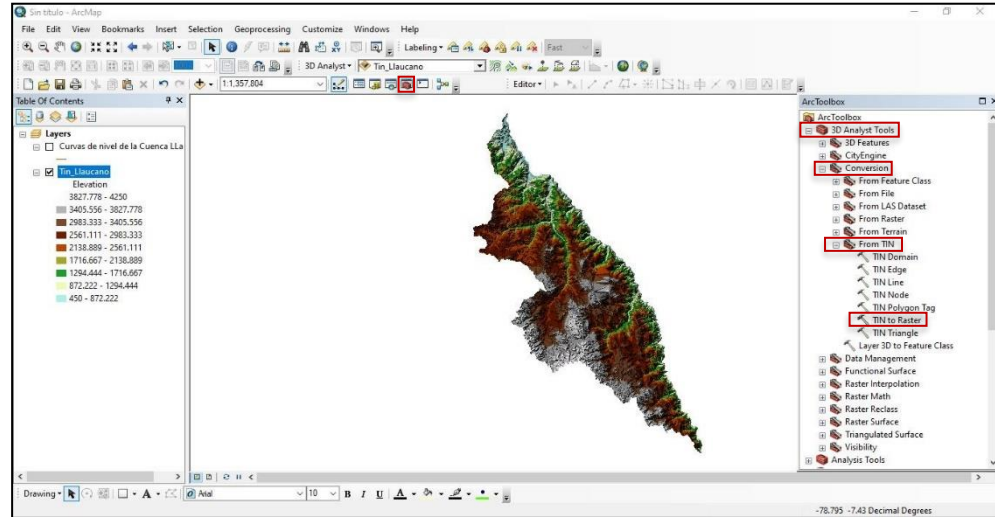 Sin título - ArcMap
File Edit View Bookmarks Insert Selection Geoprocessing Customize Windows Help
Labeling Fast
3D Analyst Tin_Llaucano
1:1,357,804 Editor
Table Of Contents
Layers
Curvas de nivel de la Cuenca LLa
Tin_Llaucano
Elevation
3827.778 - 4250
3405.556 - 3827.778
2983.333 - 3405.556
2561.111 - 2983.333
2138.889 - 2561.111
1716.667 - 2138.889
1294.444 - 1716.667
872.222 - 1294.444
450 - 872.222
ArcToolbox
ArcToolbox
3D Analyst Tools
3D Features
CityEngine
Conversion
From Feature Class
From File
From LAS Dataset
From Raster
From Terrain
From TIN
TIN Domain
TIN Edge
TIN Line
TIN Node
TIN Polygon Tag
TIN to Raster
TIN Triangle
Layer 3D to Feature Class
Data Management
Functional Surface
Raster Interpolation
Raster Math
Raster Reclass
Raster Surface
Triangulated Surface
Visibility
Analysis Tools
Drawing A Arial 10 B I U A
-78.795 -7.43 Decimal Degrees